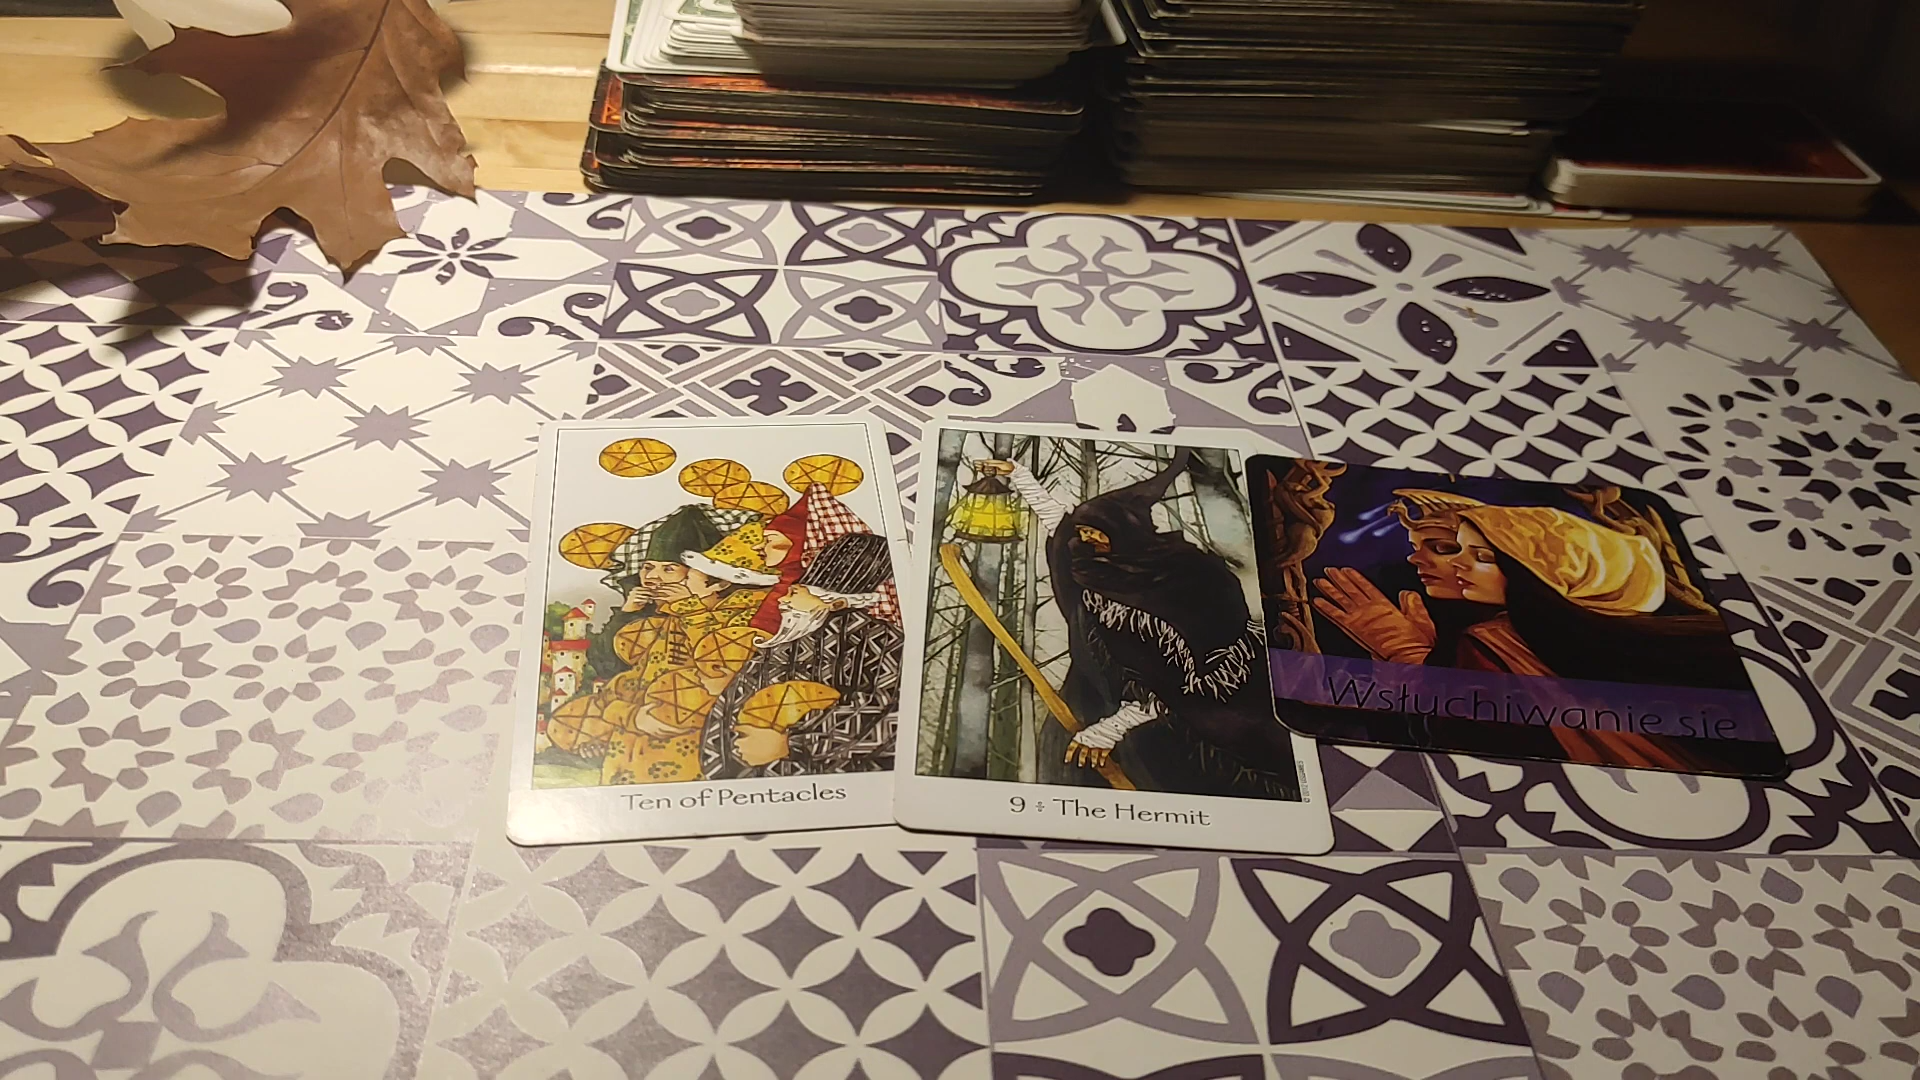 Ten of Pentacles
9 ÷ The Hermit
Wsłuchiwanie się